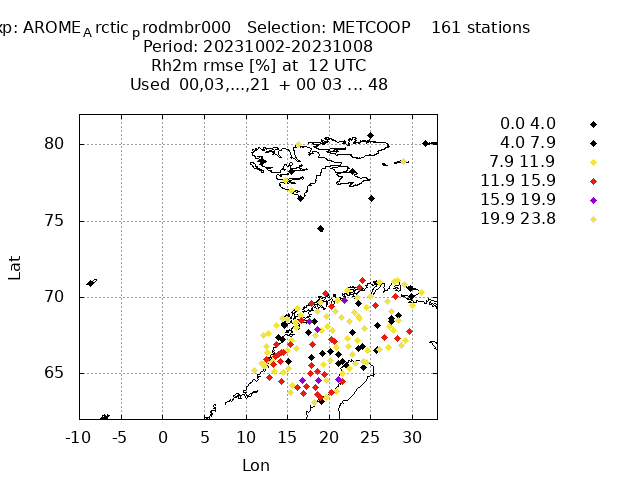 xp: AROME_Arctic_prodmbr000 Selection: METCOOP 161 stations
Period: 20231002-20231008
Rh2m rmse [%] at 12 UTC
Used 00,03,...,21 + 00 03 ... 48
0.0 4.0
4.0 7.9
7.9 11.9
11.9 15.9
15.9 19.9
19.9 23.8
80
75
70
65
Lat
-10 -5 0 5 10 15 20 25 30
Lon